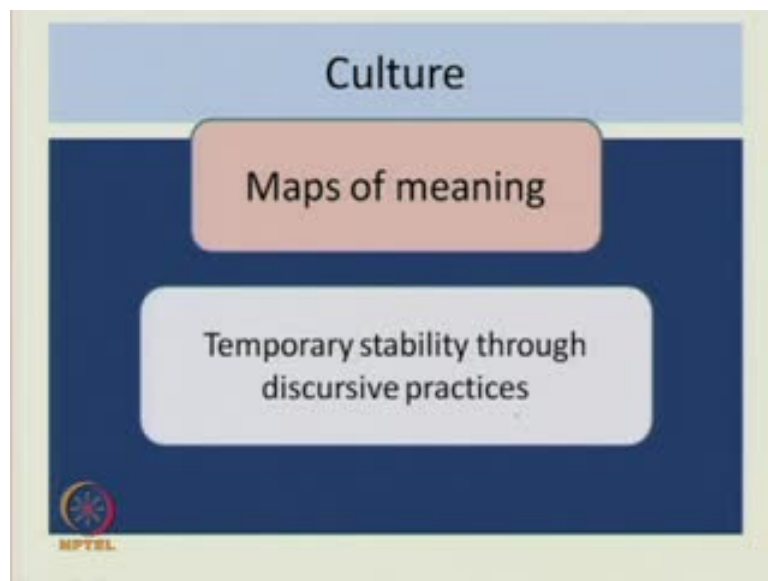 Culture
Maps of meaning
Temporary stability through
discursive practices
NPTEL